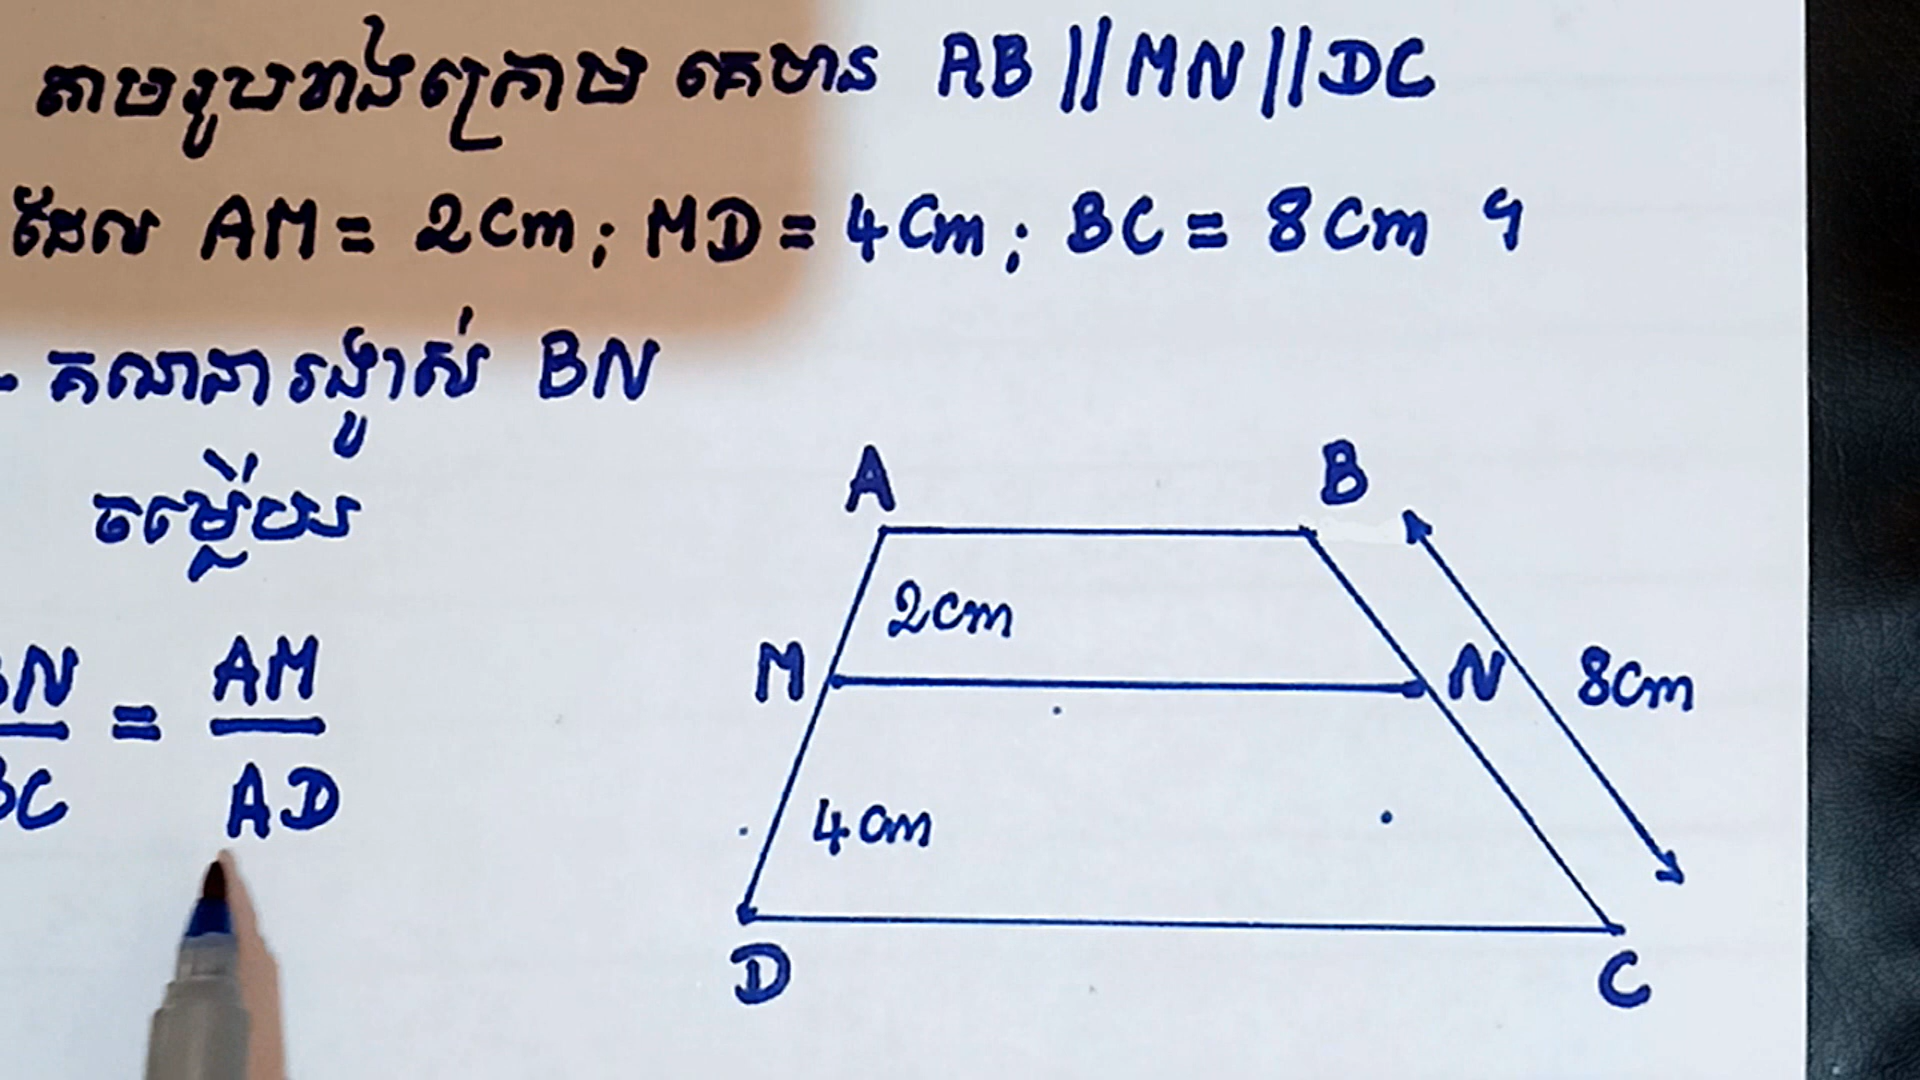 តាមរូបខាងក្រោម គេមាន AB // MN // DC
ដែល AM = 2cm ; MD = 4cm ; BC = 8cm ។
- គណនារង្វាស់ BN
ចម្លើយ
BN/BC = AM/AD
A B
2cm
M N 8cm
4cm
D C